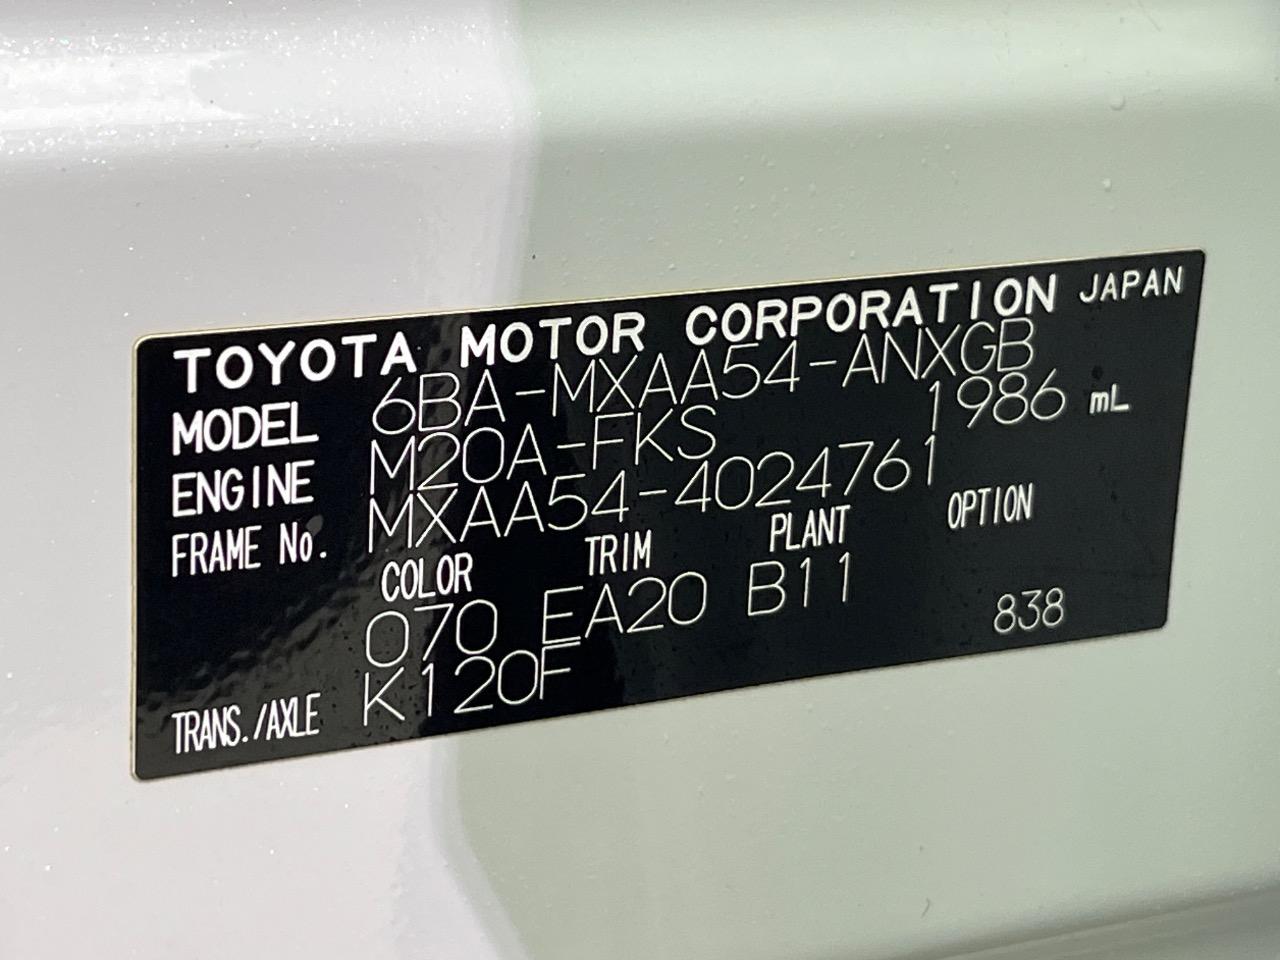 TOYOTA MOTOR CORPORATION JAPAN
MODEL 6BA-MXAA54-ANXGB
ENGINE M20A-FKS 1986 mL
FRAME No. MXAA54-4024761
COLOR TRIM PLANT OPTION
070 EA20 B11
838
TRANS./AXLE K120F